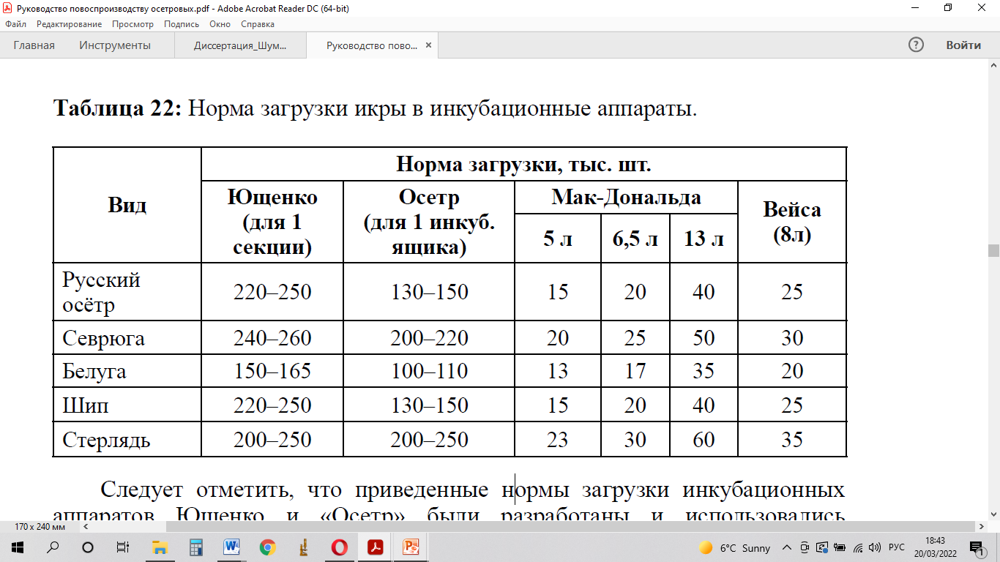 Руководство повоспроизводству осетровых.pdf - Adobe Acrobat Reader DC (64-bit)
Файл Редактирование Просмотр Подпись Окно Справка
Главная Инструменты Диссертация_Шум... Руководство пово... × ? Войти
Таблица 22: Норма загрузки икры в инкубационные аппараты.
Вид
Норма загрузки, тыс. шт.
Ющенко
(для 1
секции)
Осетр
(для 1 инкуб.
ящика)
Мак-Дональда
5 л 6,5 л 13 л
Вейса
(8л)
Русский
осётр
220–250 130–150 15 20 40 25
Севрюга 240–260 200–220 20 25 50 30
Белуга 150–165 100–110 13 17 35 20
Шип 220–250 130–150 15 20 40 25
Стерлядь 200–250 200–250 23 30 60 35
Следует отметить, что приведенные нормы загрузки инкубационных
аппаратов Ющенко и «Осетр» были разработаны и использовались
170 x 240 мм
6°C Sunny РУС 18:43
20/03/2022 1